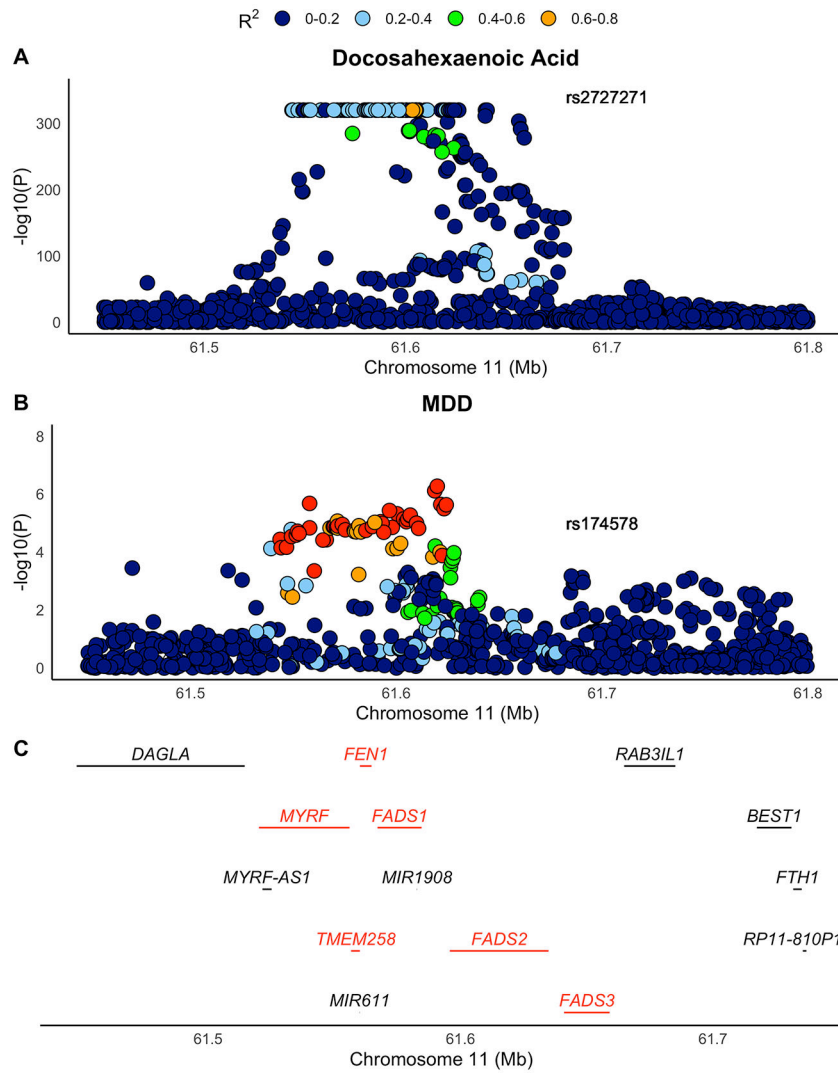 R2 0-0.2 0.2-0.4 0.4-0.6 0.6-0.8
A
Docosahexaenoic Acid
rs2727271
300
200
100
0
-log10(P)
61.5 61.6 61.7 61.8
Chromosome 11 (Mb)
B
MDD
8
6
4
2
0
-log10(P)
rs174578
61.5 61.6 61.7 61.8
Chromosome 11 (Mb)
C
DAGLA FEN1 RAB3IL1
MYRF FADS1 BEST1
MYRF-AS1 MIR1908 FTH1
TMEM258 FADS2 RP11-810P1
MIR611 FADS3
61.5 61.6 61.7
Chromosome 11 (Mb)